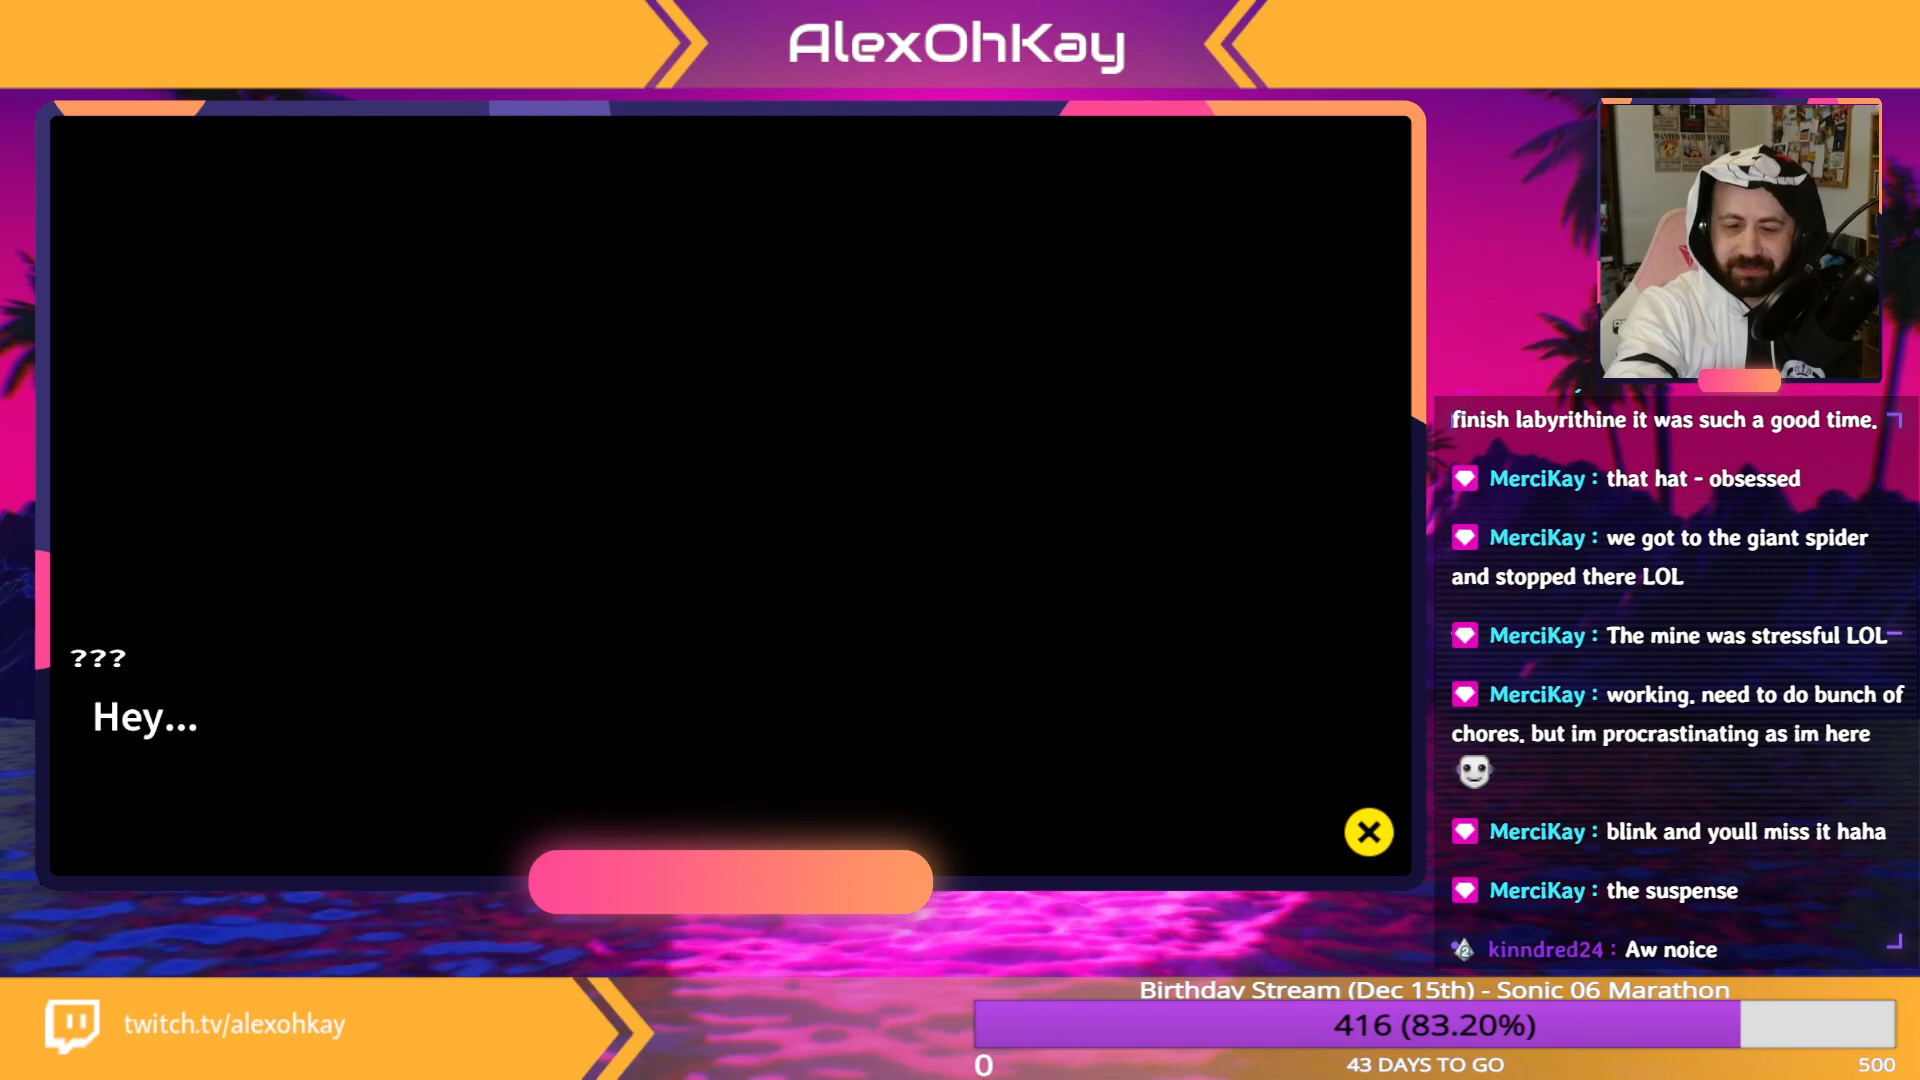 AlexOhKay
WANTED WANTED WANTED
finish labyrithine it was such a good time.
MerciKay : that hat - obsessed
MerciKay : we got to the giant spider
and stopped there LOL
MerciKay : The mine was stressful LOL
MerciKay : working. need to do bunch of
chores. but im procrastinating as im here
MerciKay : blink and youll miss it haha
MerciKay : the suspense
2 kinndred24 : Aw noice
???
Hey...
twitch.tv/alexohkay
Birthday Stream (Dec 15th) - Sonic 06 Marathon
416 (83.20%)
0 43 DAYS TO GO 500